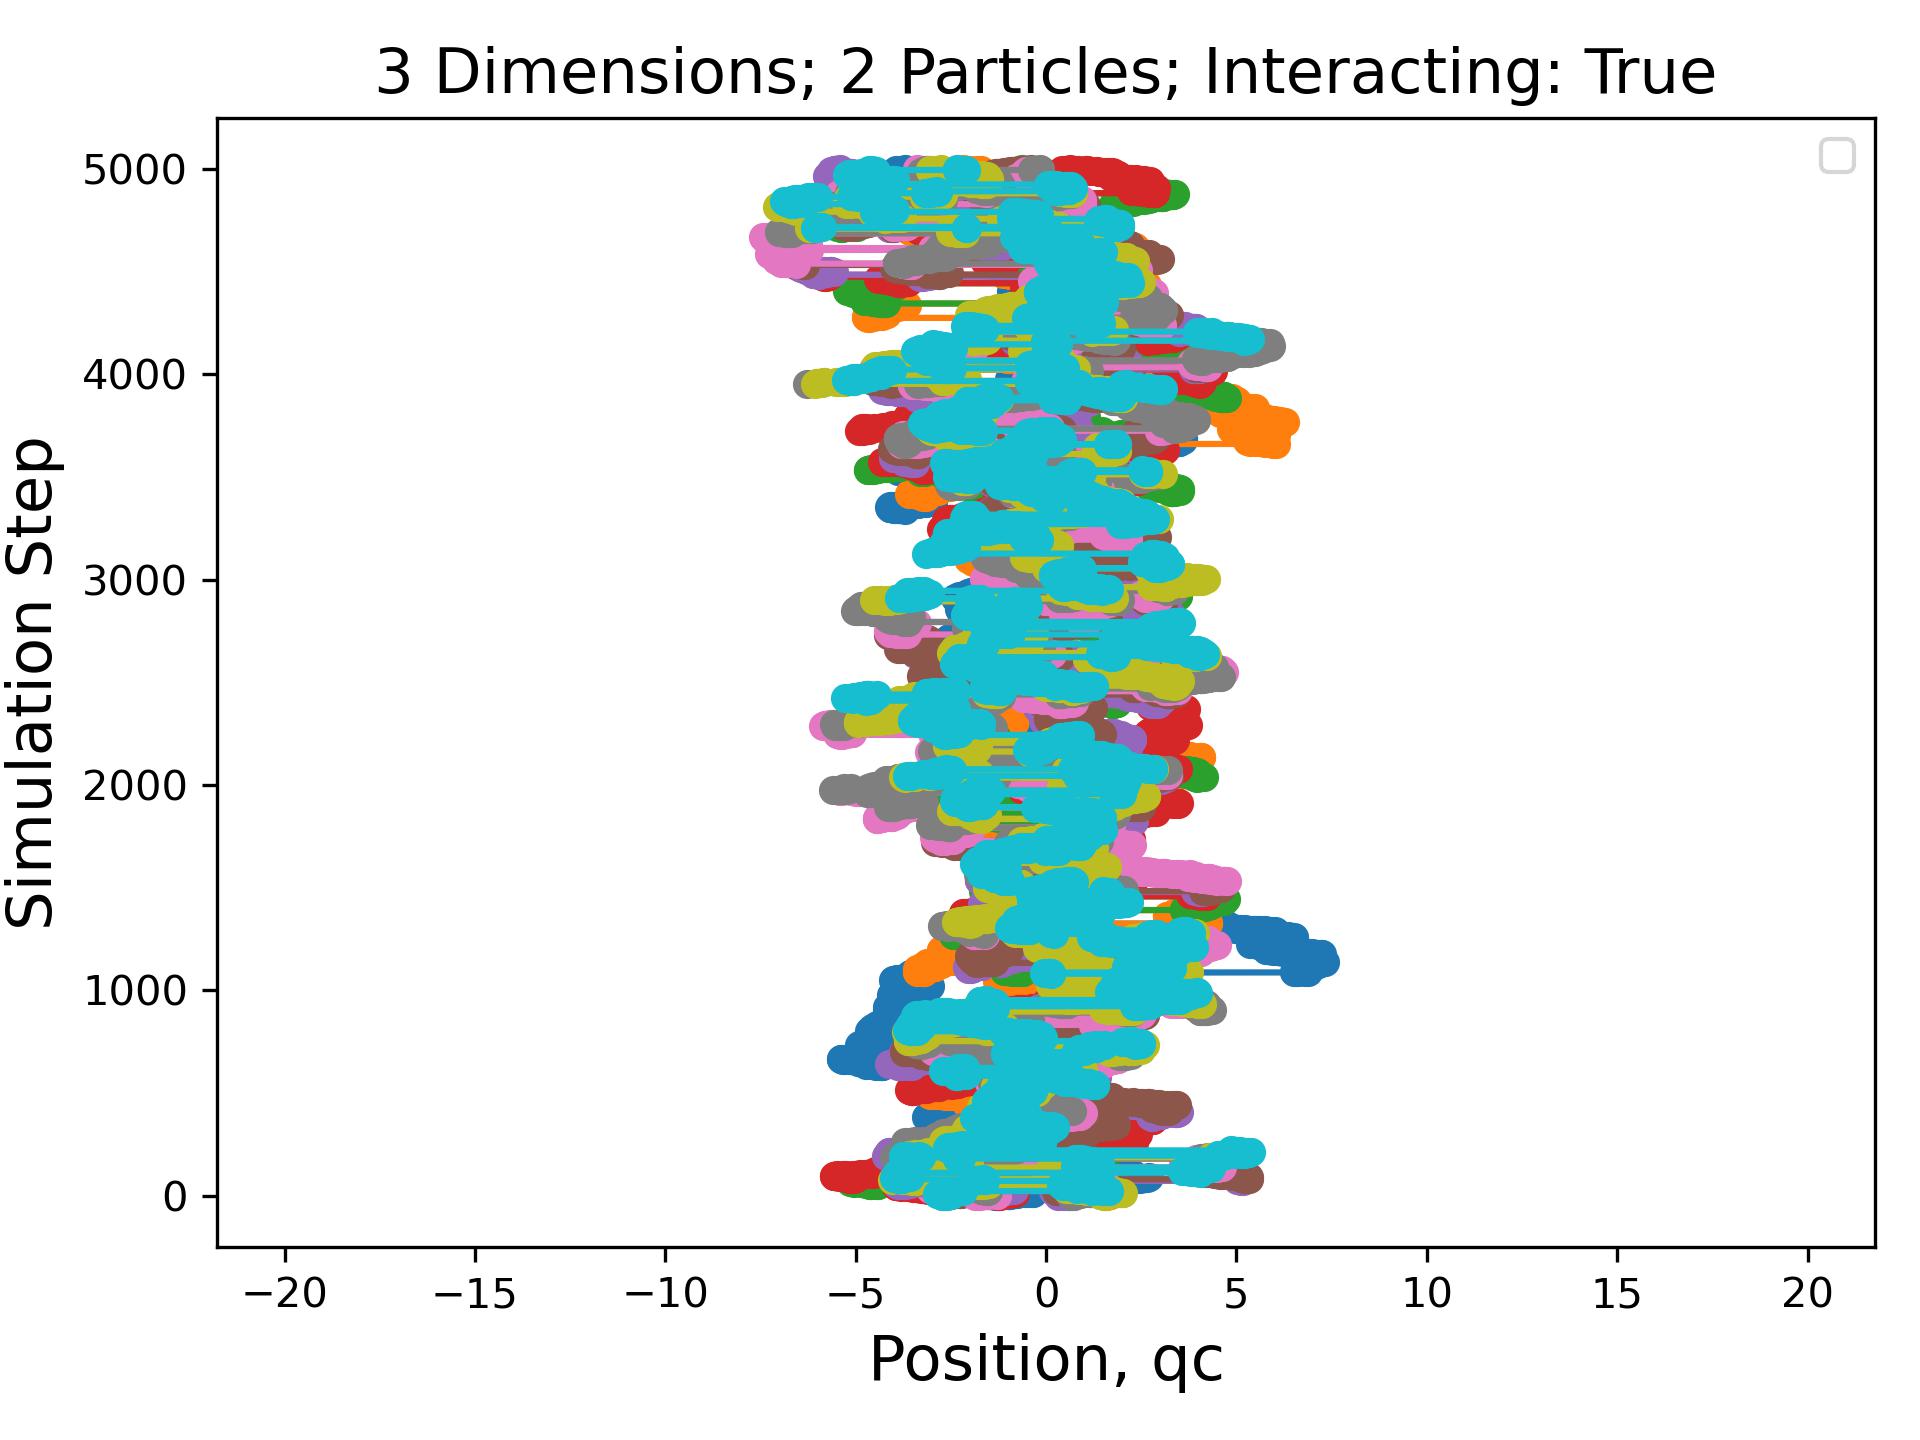 3 Dimensions; 2 Particles; Interacting: True
Simulation Step
5000
4000
3000
2000
1000
0
−20 −15 −10 −5 0 5 10 15 20
Position, qc